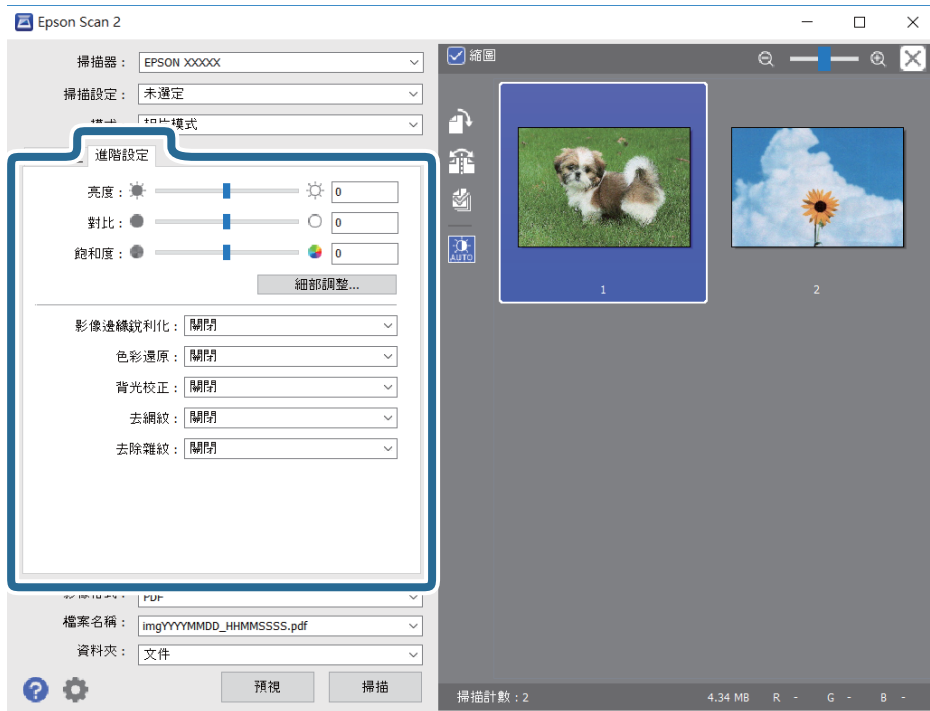 Epson Scan 2
掃描器： EPSON XXXXX
掃描設定： 未選定
模式
進階設定
亮度： 0
對比： 0
飽和度： 0
細部調整...
影像邊緣銳利化： 關閉
色彩還原： 關閉
背光校正： 關閉
去網紋： 關閉
去除雜紋： 關閉
PDF
檔案名稱： imgYYYYMMDD_HHMMSSSS.pdf
資料夾： 文件
預視 掃描
縮圖
AUTO
1 2
掃描計數：2 4.34 MB R - G - B -